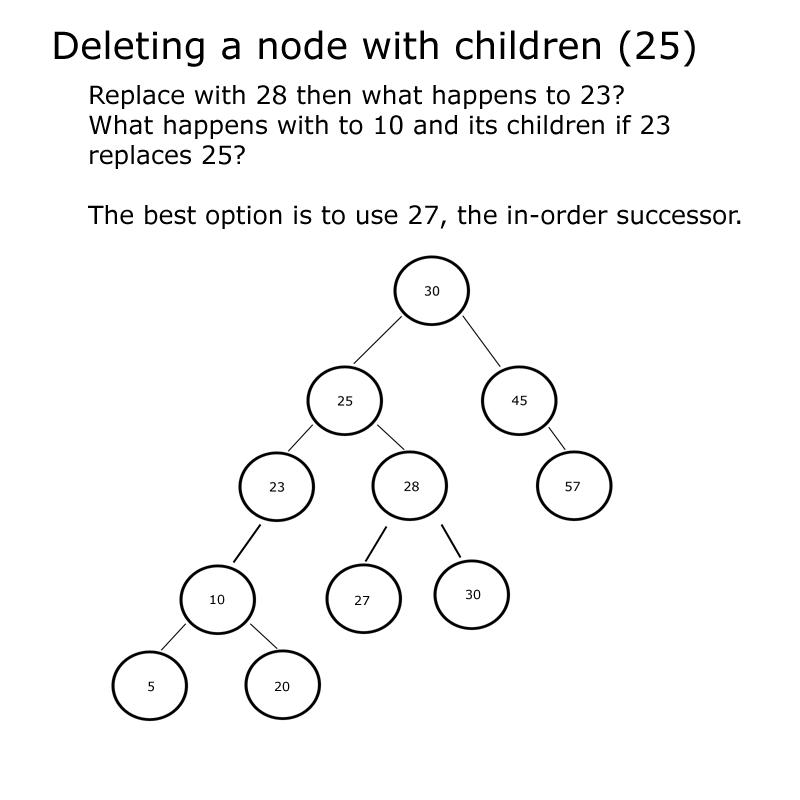 Deleting a node with children (25)
Replace with 28 then what happens to 23?
What happens with to 10 and its children if 23
replaces 25?
The best option is to use 27, the in-order successor.
30
25
45
23
28
57
10
27
30
5
20